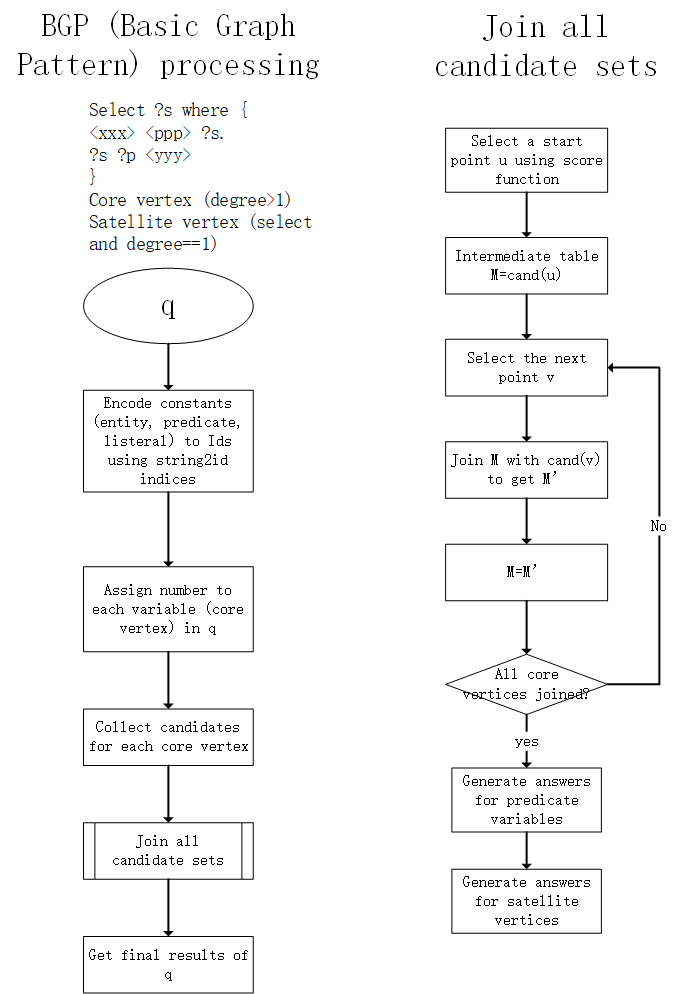 BGP (Basic Graph
Pattern) processing
Select ?s where {
<xxx> <ppp> ?s.
?s ?p <yyy>
}
Core vertex (degree>1)
Satellite vertex (select
and degree==1)
q
Encode constants
(entity, predicate,
listeral) to Ids
using string2id
indices
Assign number to
each variable (core
vertex) in q
Collect candidates
for each core vertex
Join all
candidate sets
Get final results of
q
Join all
candidate sets
Select a start
point u using score
function
Intermediate table
M=cand(u)
Select the next
point v
Join M with cand(v)
to get M'
M=M'
All core
vertices joined?
No
yes
Generate answers
for predicate
variables
Generate answers
for satellite
vertices